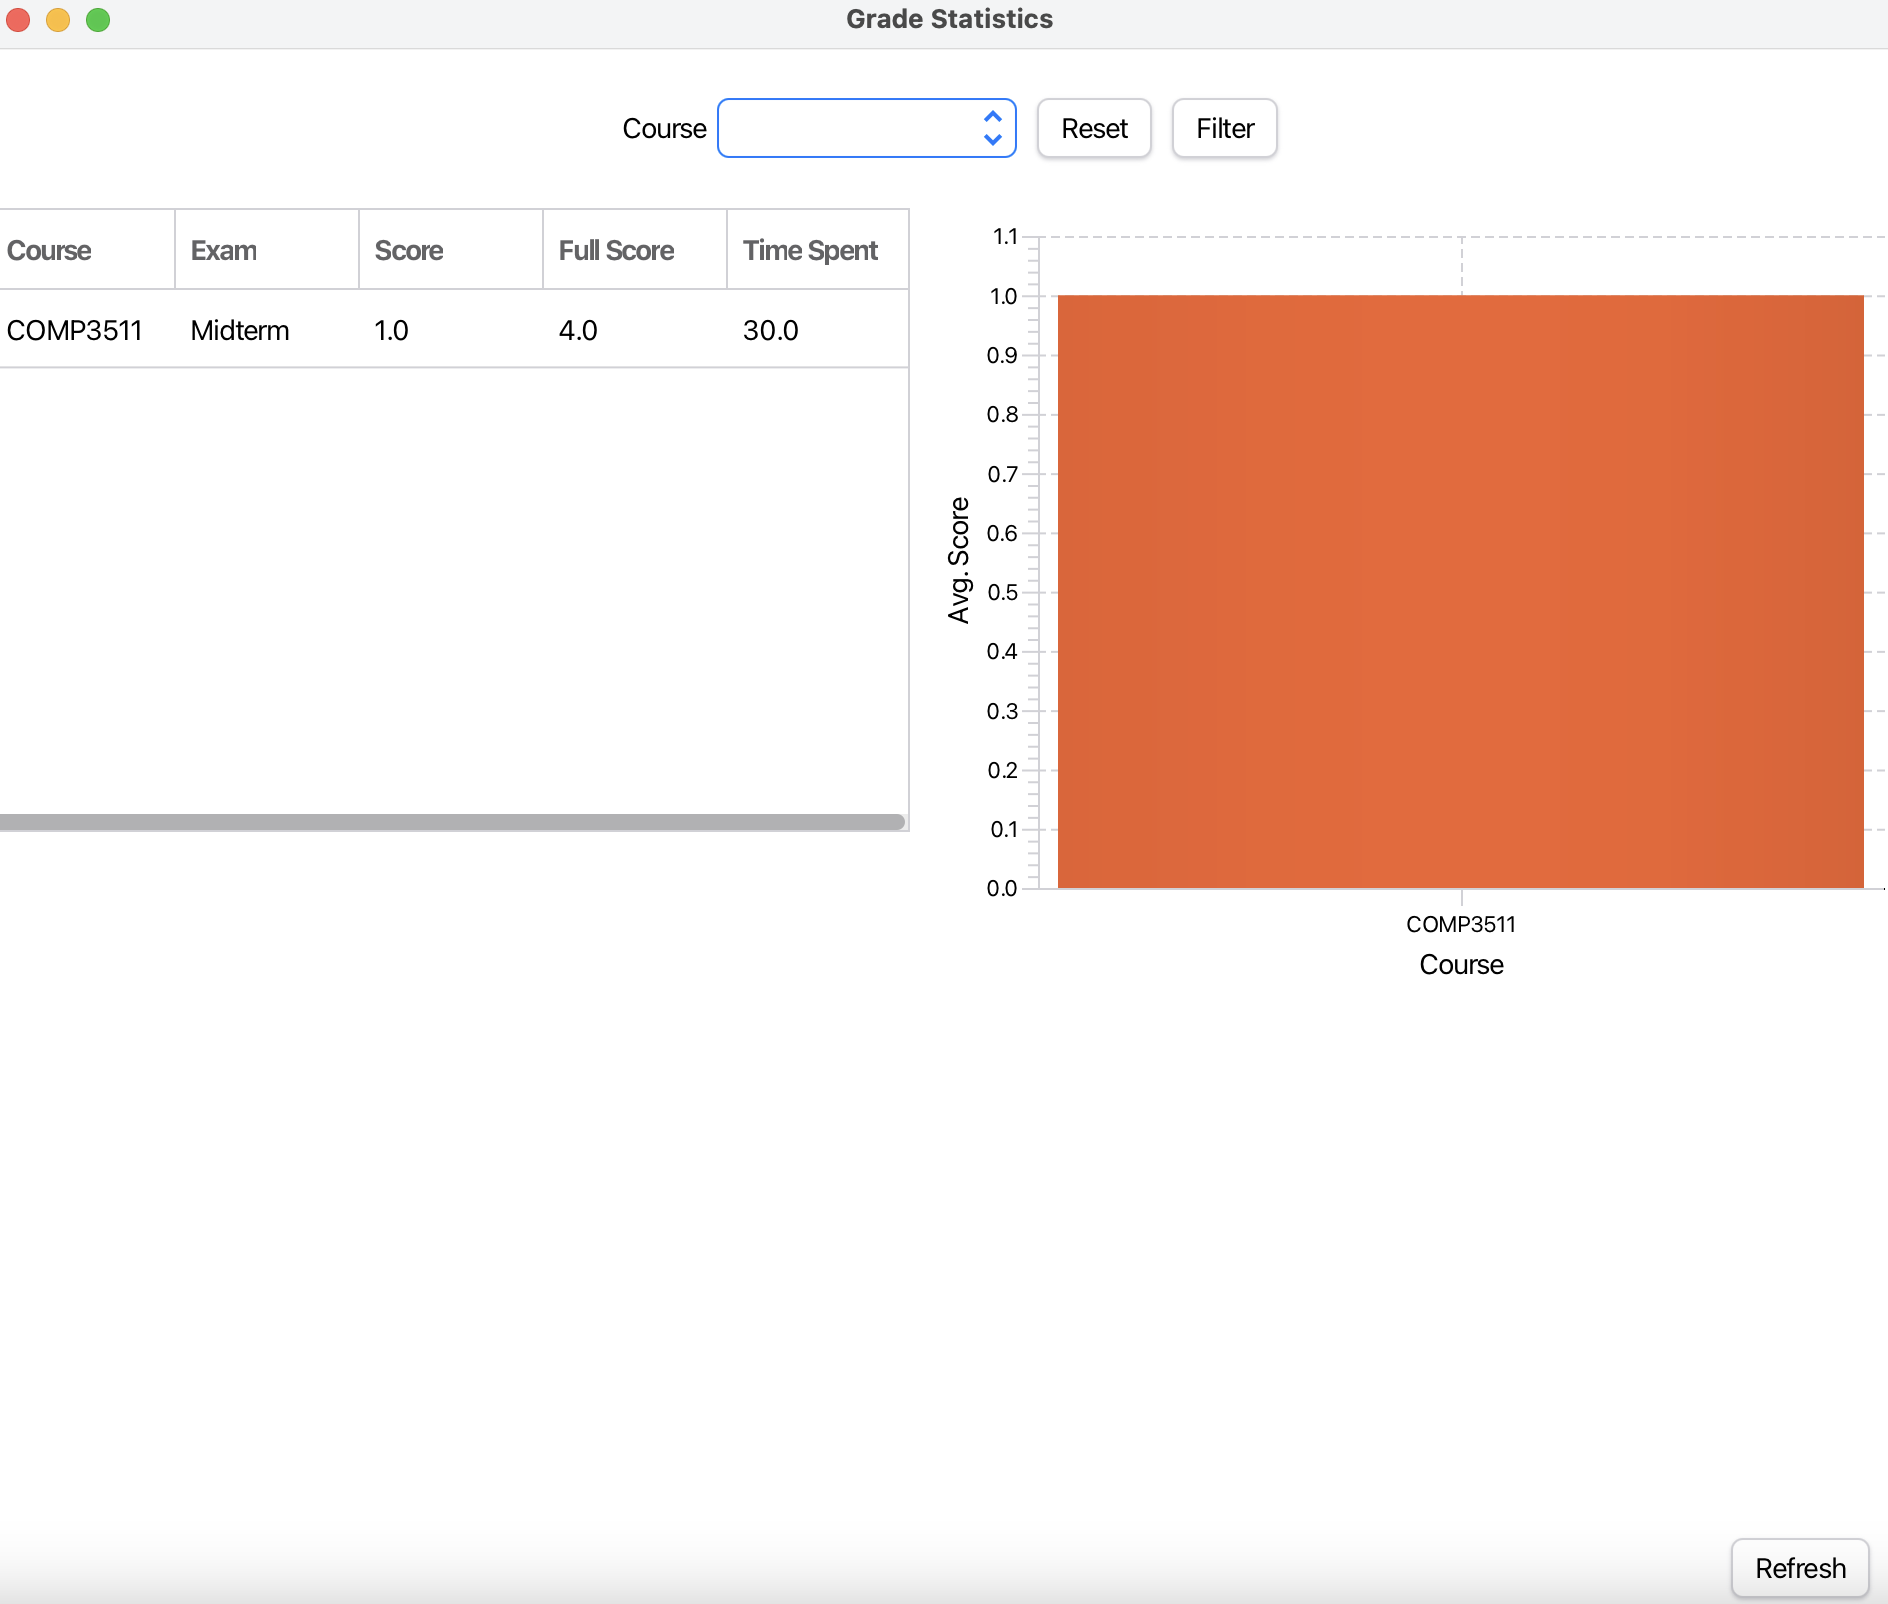 Grade Statistics
Course Reset Filter
Course Exam Score Full Score Time Spent
COMP3511 Midterm 1.0 4.0 30.0
1.1
1.0
0.9
0.8
0.7
0.6
0.5
0.4
0.3
0.2
0.1
0.0
Avg. Score
COMP3511
Course
Refresh